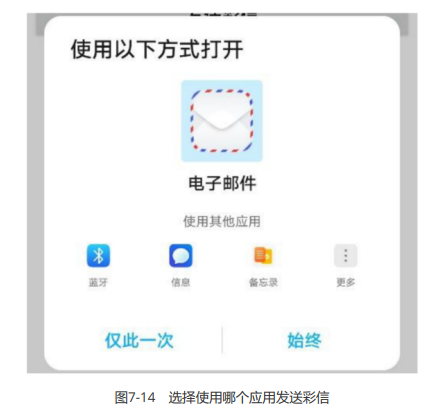 使用以下方式打开
电子邮件
使用其他应用
蓝牙 信息 备忘录 更多
仅此一次 始终
图7-14 选择使用哪个应用发送彩信